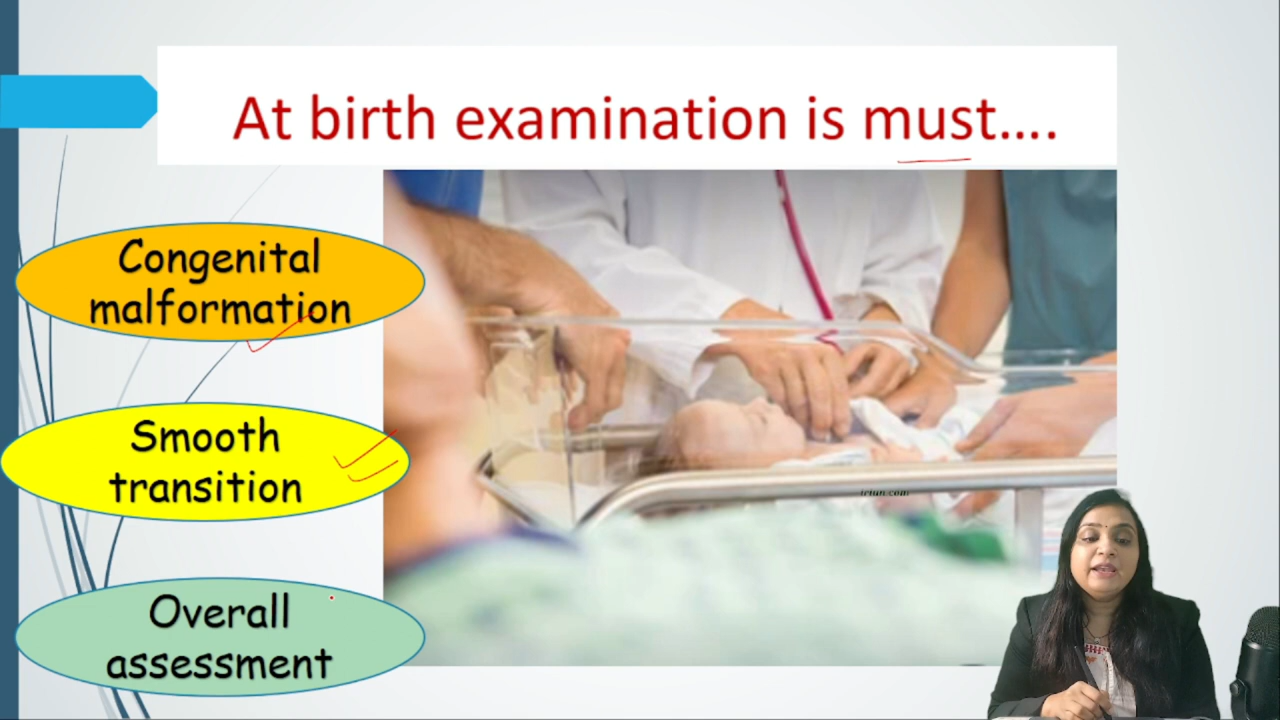 At birth examination is must....
Congenital
malformation
Smooth
transition
Overall
assessment